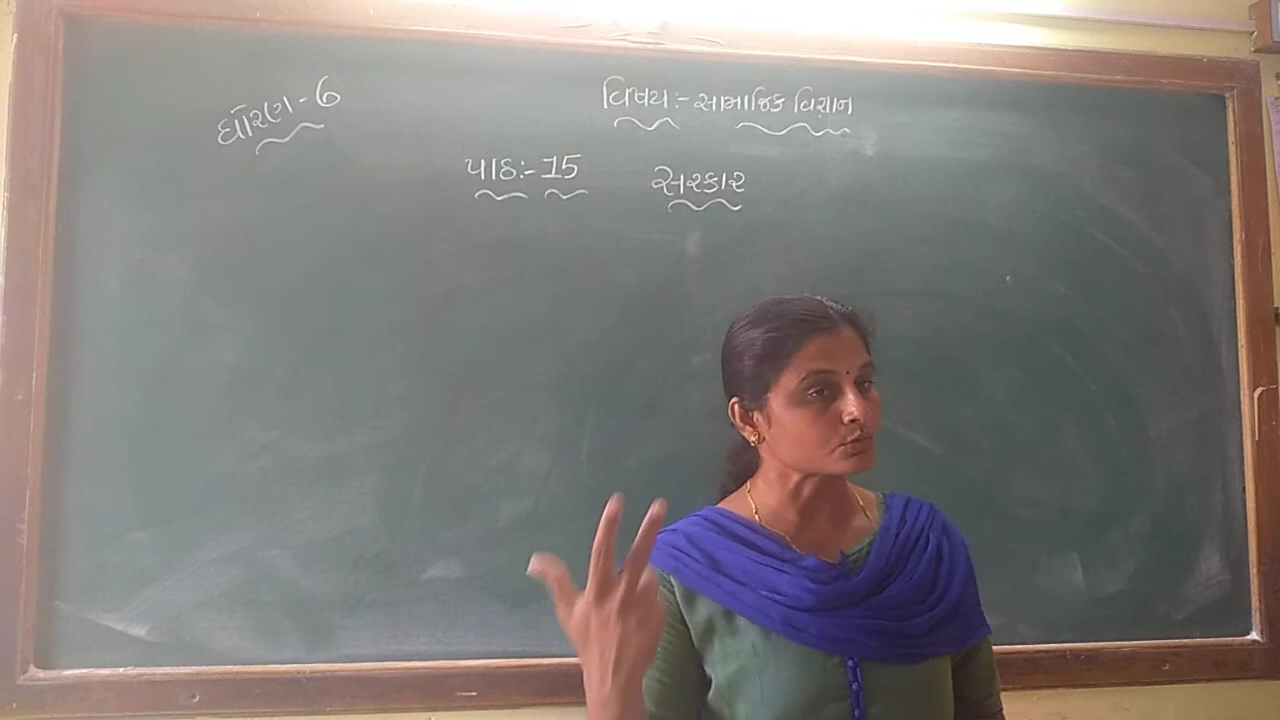 ધોરણ - 6
વિષય :- સામાજિક વિજ્ઞાન
પાઠ :- 15 સરકાર